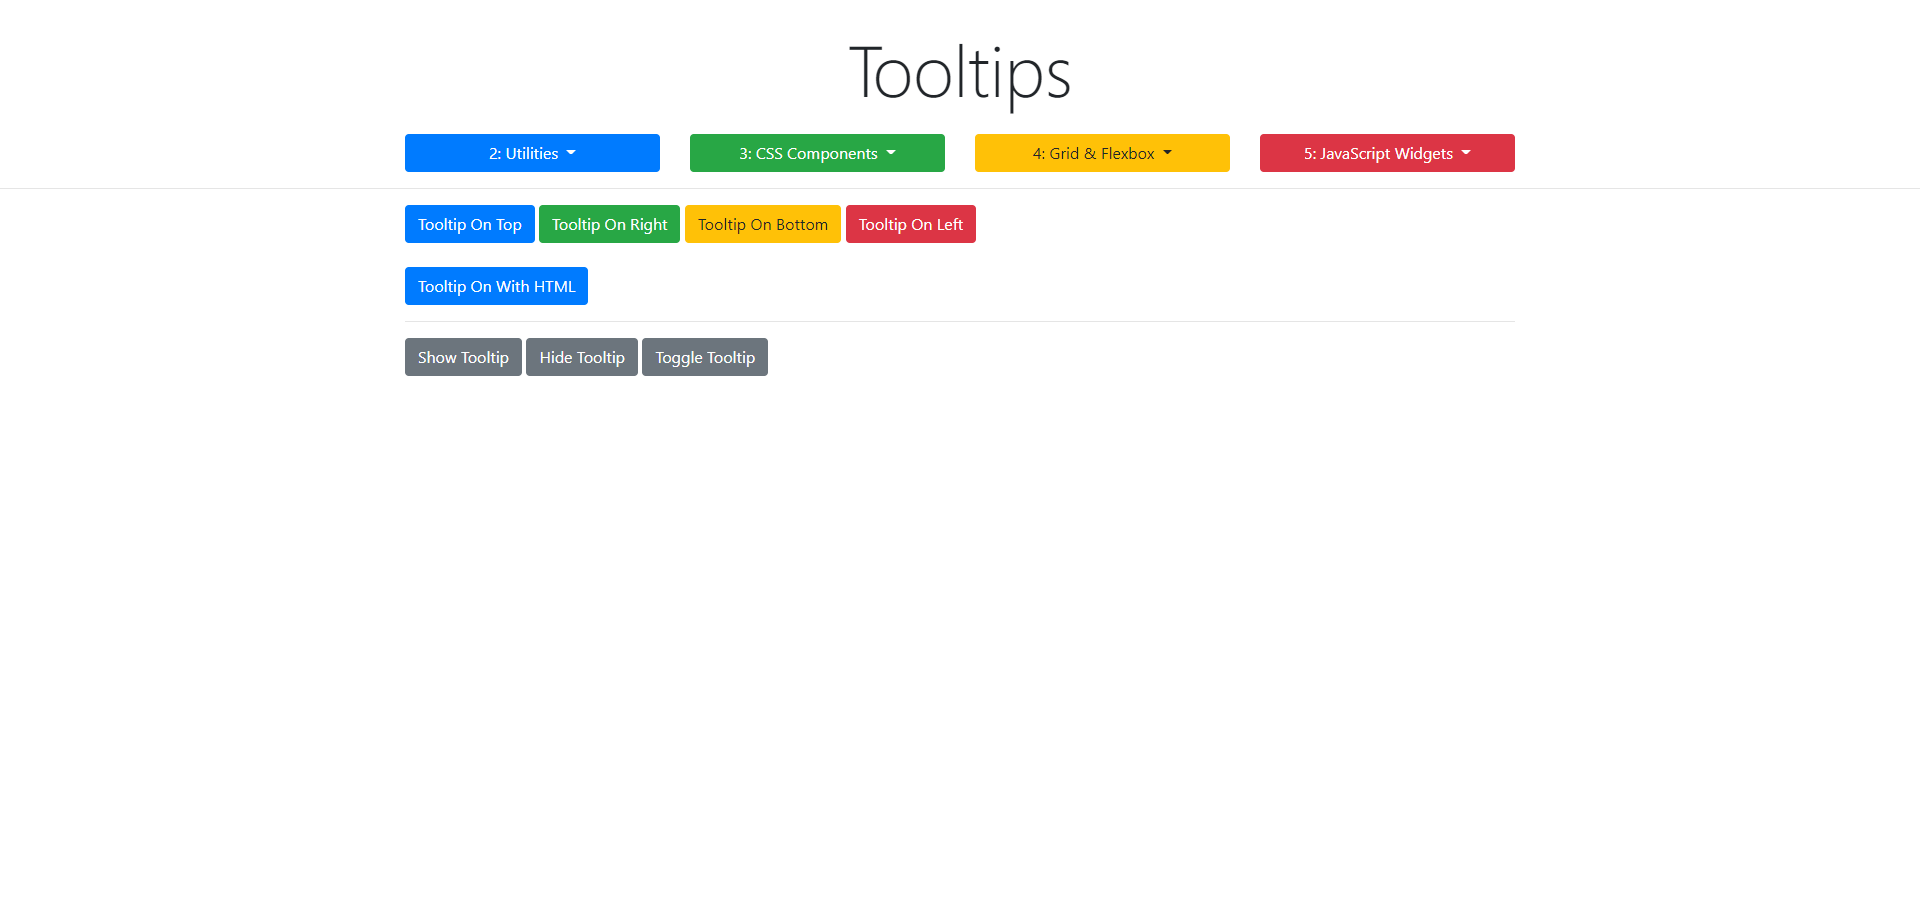 Tooltips
2: Utilities
3: CSS Components
4: Grid & Flexbox
5: JavaScript Widgets
Tooltip On Top
Tooltip On Right
Tooltip On Bottom
Tooltip On Left
Tooltip On With HTML
Show Tooltip
Hide Tooltip
Toggle Tooltip